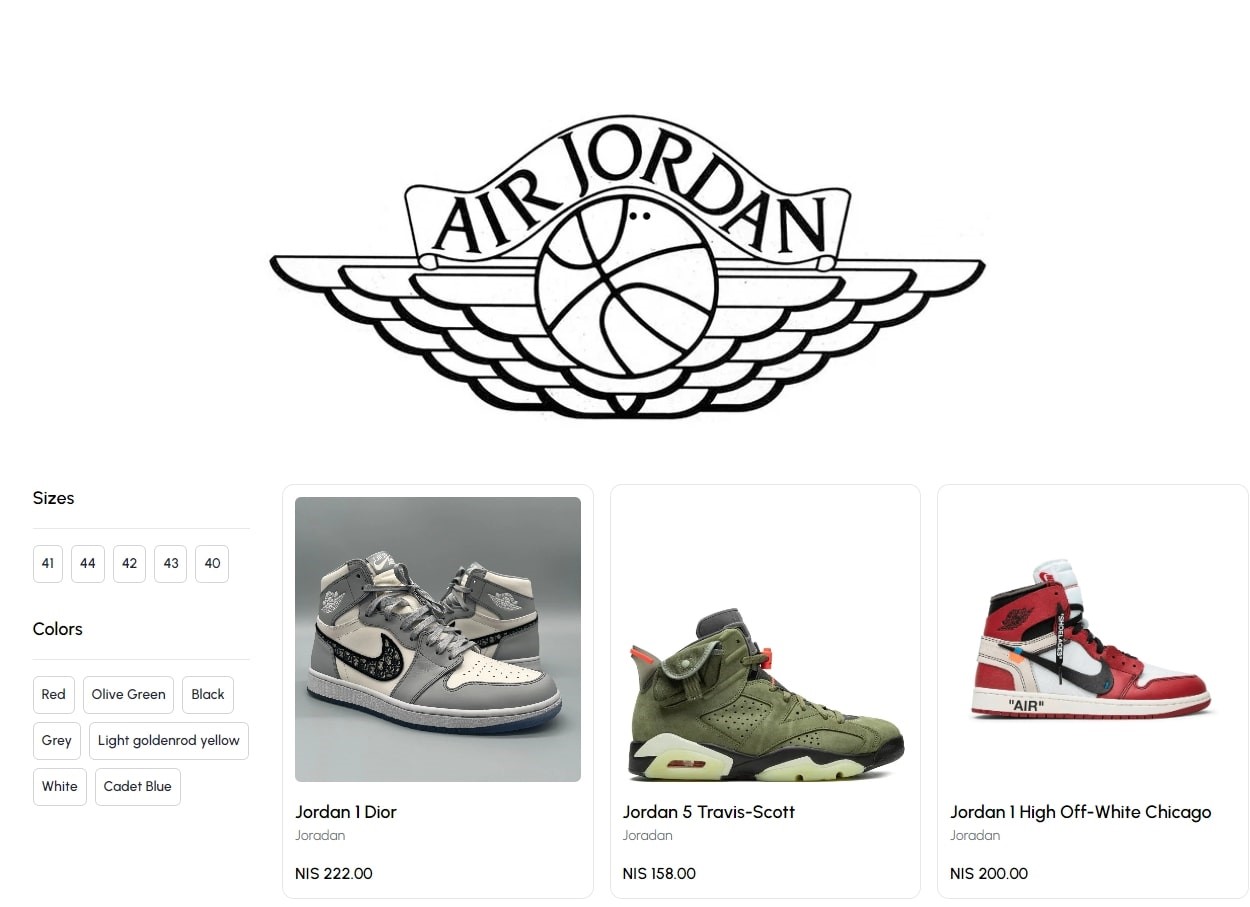 AIR JORDAN
Sizes
41 44 42 43 40
Colors
Red Olive Green Black
Grey Light goldenrod yellow
White Cadet Blue
Jordan 1 Dior
Joradan
NIS 222.00
Jordan 5 Travis-Scott
Joradan
NIS 158.00
"SHOELACES"
"AIR"
Jordan 1 High Off-White Chicago
Joradan
NIS 200.00